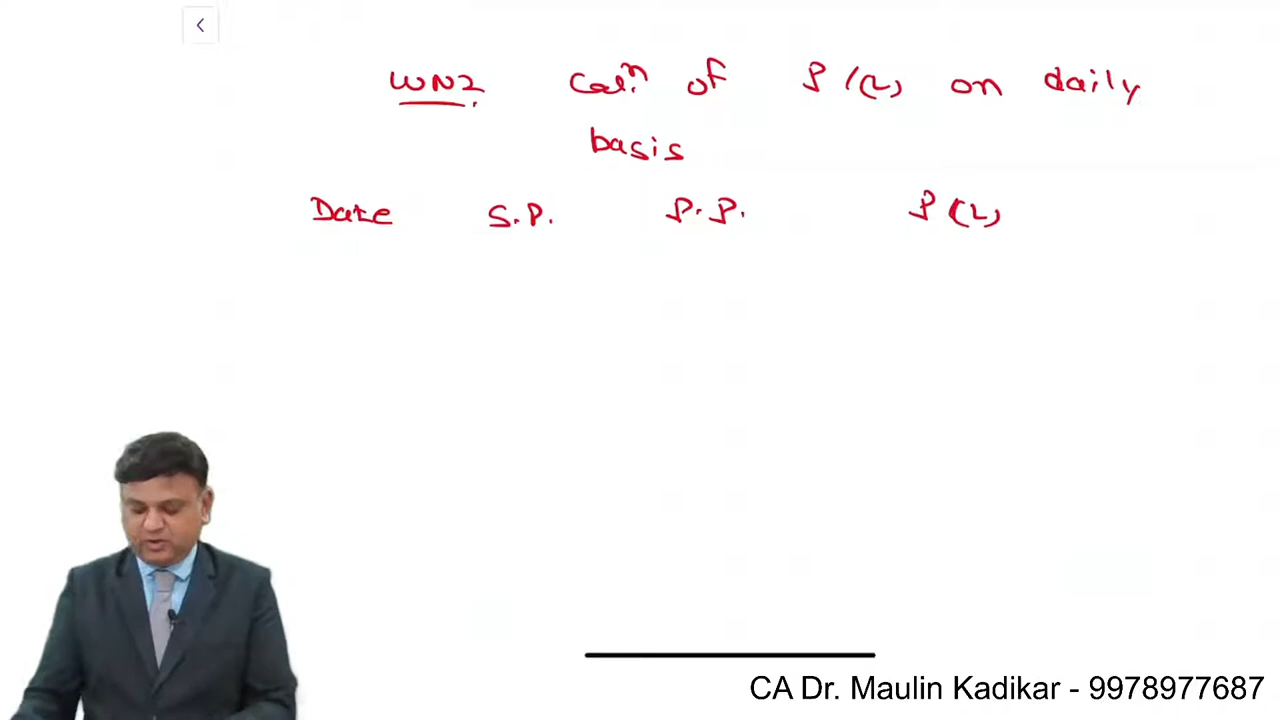 WN2 Calⁿ of P/(L) on daily
basis
Date S.P. P.P. P(L)
CA Dr. Maulin Kadikar - 9978977687